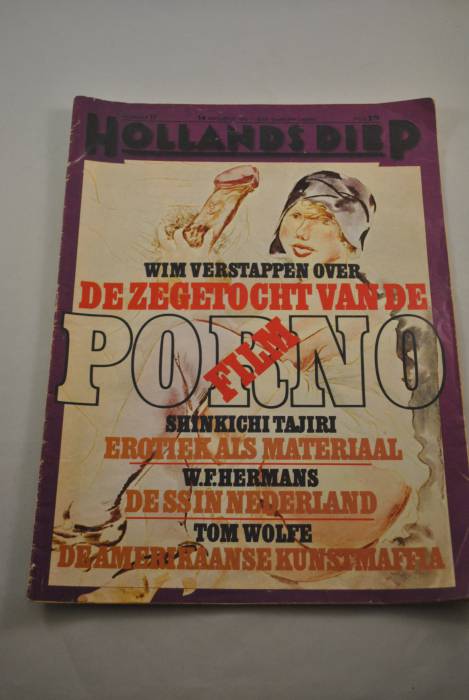 HOLLANDS DIEP
WIM VERSTAPPEN OVER
DE ZEGETOCHT VAN DE
PORNO
FILM
SHINKICHI TAJIRI
EROTIEK ALS MATERIAAL
W.F. HERMANS
DE SS IN NEDERLAND
TOM WOLFE
DE AMERIKAANSE KUNSTMAFFIA